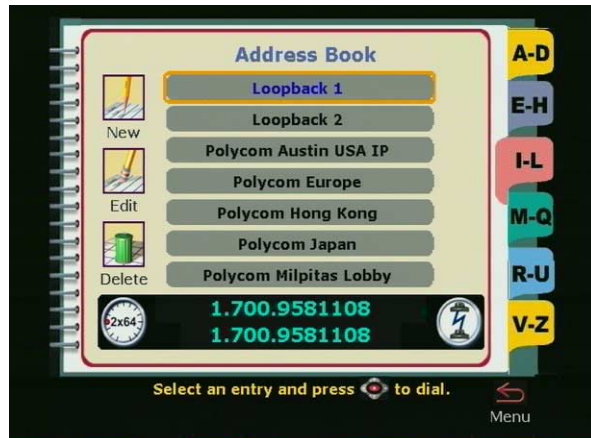 Address Book
Loopback 1
Loopback 2
Polycom Austin USA IP
Polycom Europe
Polycom Hong Kong
Polycom Japan
Polycom Milpitas Lobby
New
Edit
Delete
2x64
1.700.9581108
1.700.9581108
A-D
E-H
I-L
M-Q
R-U
V-Z
Select an entry and press to dial.
Menu